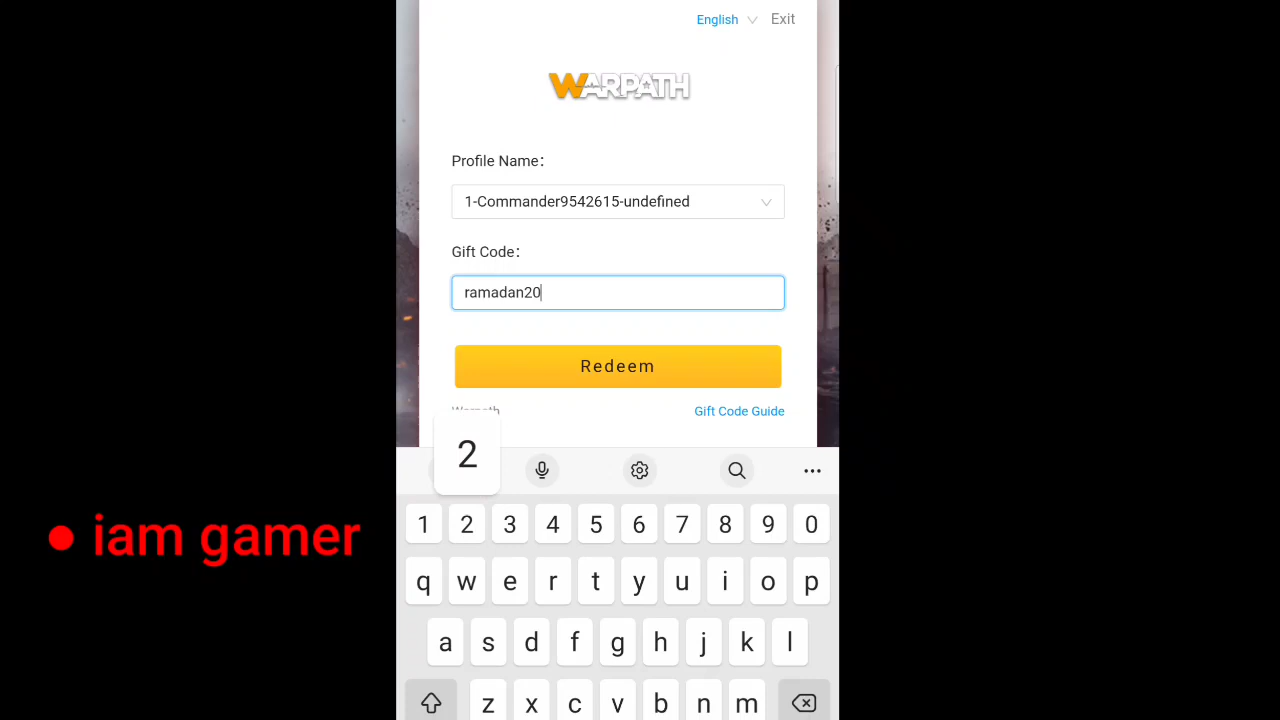 English
Exit
WARPATH
Profile Name:
1-Commander9542615-undefined
Gift Code:
ramadan20
Redeem
Gift Code Guide
2
1 2 3 4 5 6 7 8 9 0
q w e r t y u i o p
• iam gamer
a s d f g h j k l
z x c v b n m